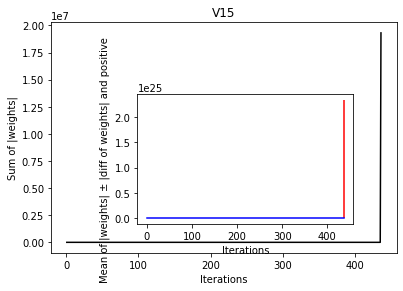 V15
1e7
2.00
1.75
1.50
1.25
1.00
0.75
0.50
0.25
0.00
Sum of |weights|
0 100 200 300 400
Iterations
1e25
2.0
1.5
1.0
0.5
0.0
Mean of |weights| ± |diff of weights| and positive
0 100 200 300 400
Iterations